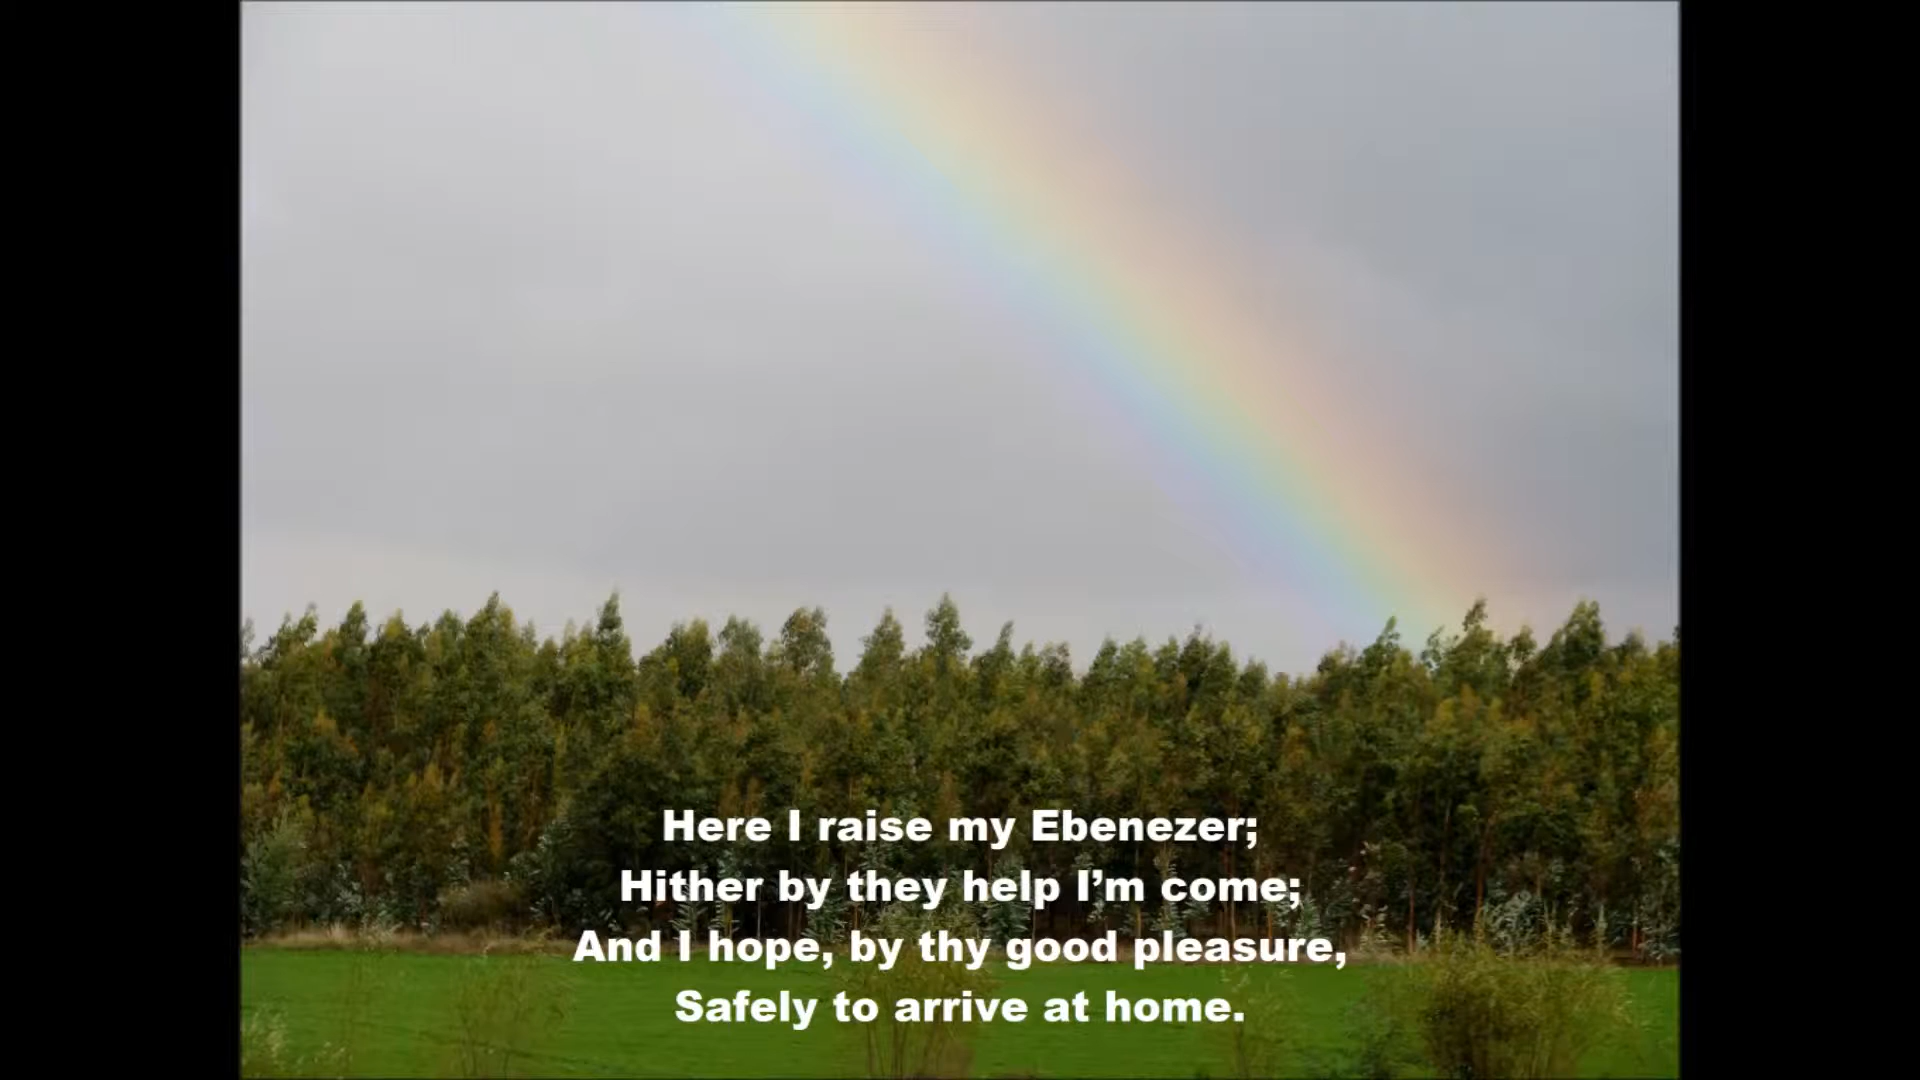 Here I raise my Ebenezer;
Hither by they help I’m come;
And I hope, by thy good pleasure,
Safely to arrive at home.